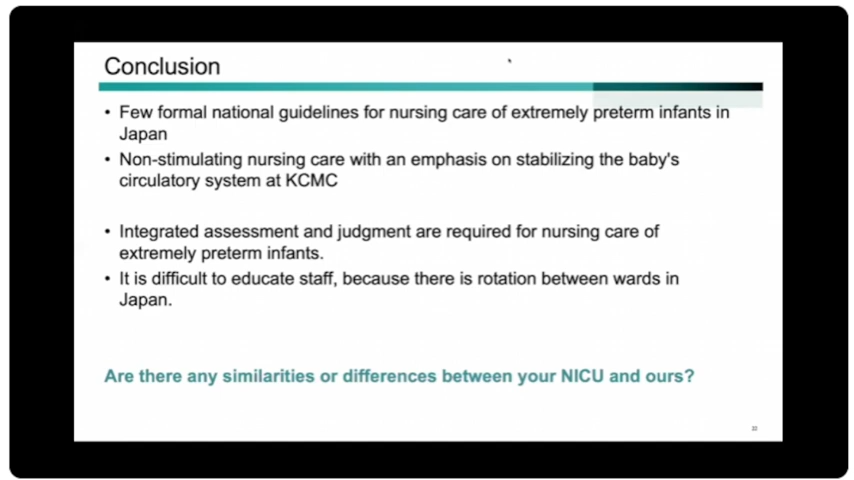 Conclusion
• Few formal national guidelines for nursing care of extremely preterm infants in
Japan
• Non-stimulating nursing care with an emphasis on stabilizing the baby's
circulatory system at KCMC
• Integrated assessment and judgment are required for nursing care of
extremely preterm infants.
• It is difficult to educate staff, because there is rotation between wards in
Japan.
Are there any similarities or differences between your NICU and ours?